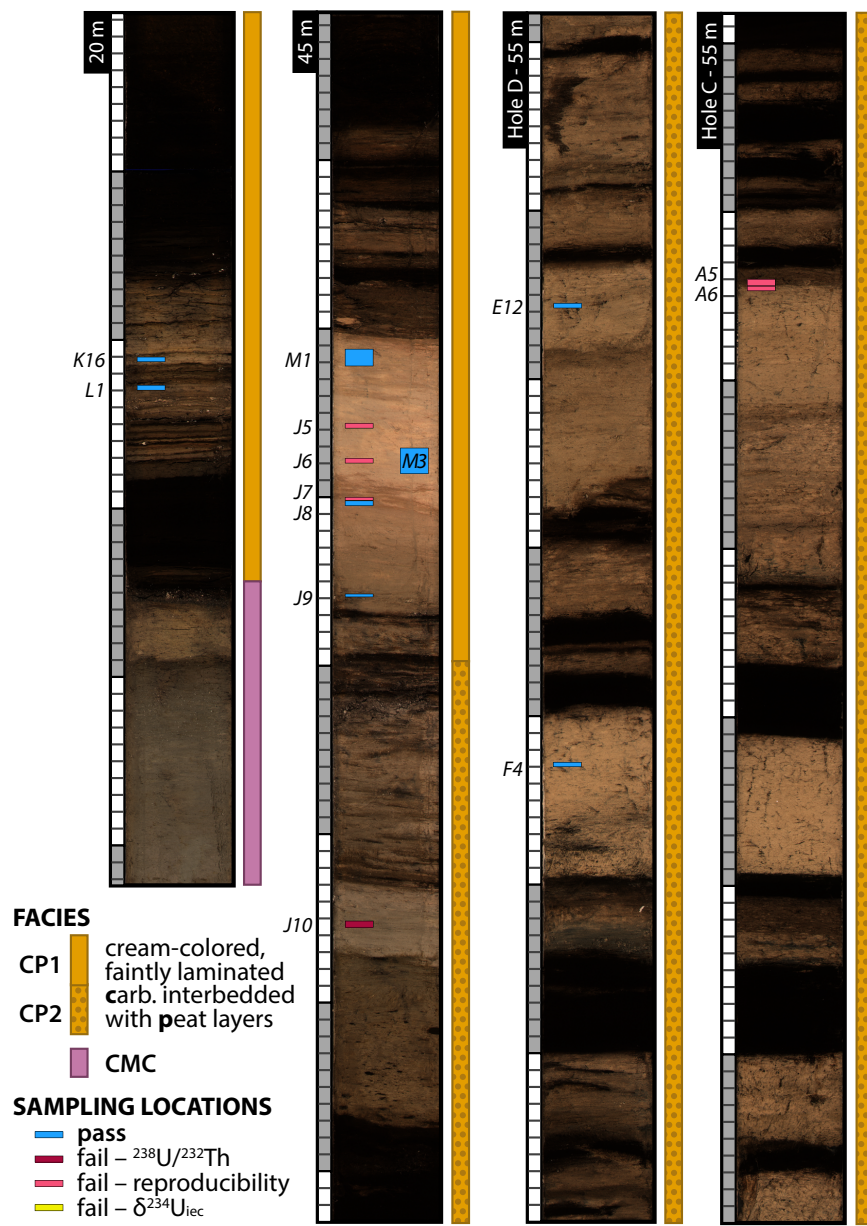 20 m
45 m
Hole D - 55 m
Hole C - 55 m
K16
L1
M1
J5
J6
M3
J7
J8
J9
J10
E12
F4
A5
A6
FACIES
CP1
cream-colored,
faintly laminated
CP2
carb. interbedded
with peat layers
CMC
SAMPLING LOCATIONS
pass
fail – ²³⁸U/²³²Th
fail – reproducibility
fail – δ²³⁴Uᵢₑc